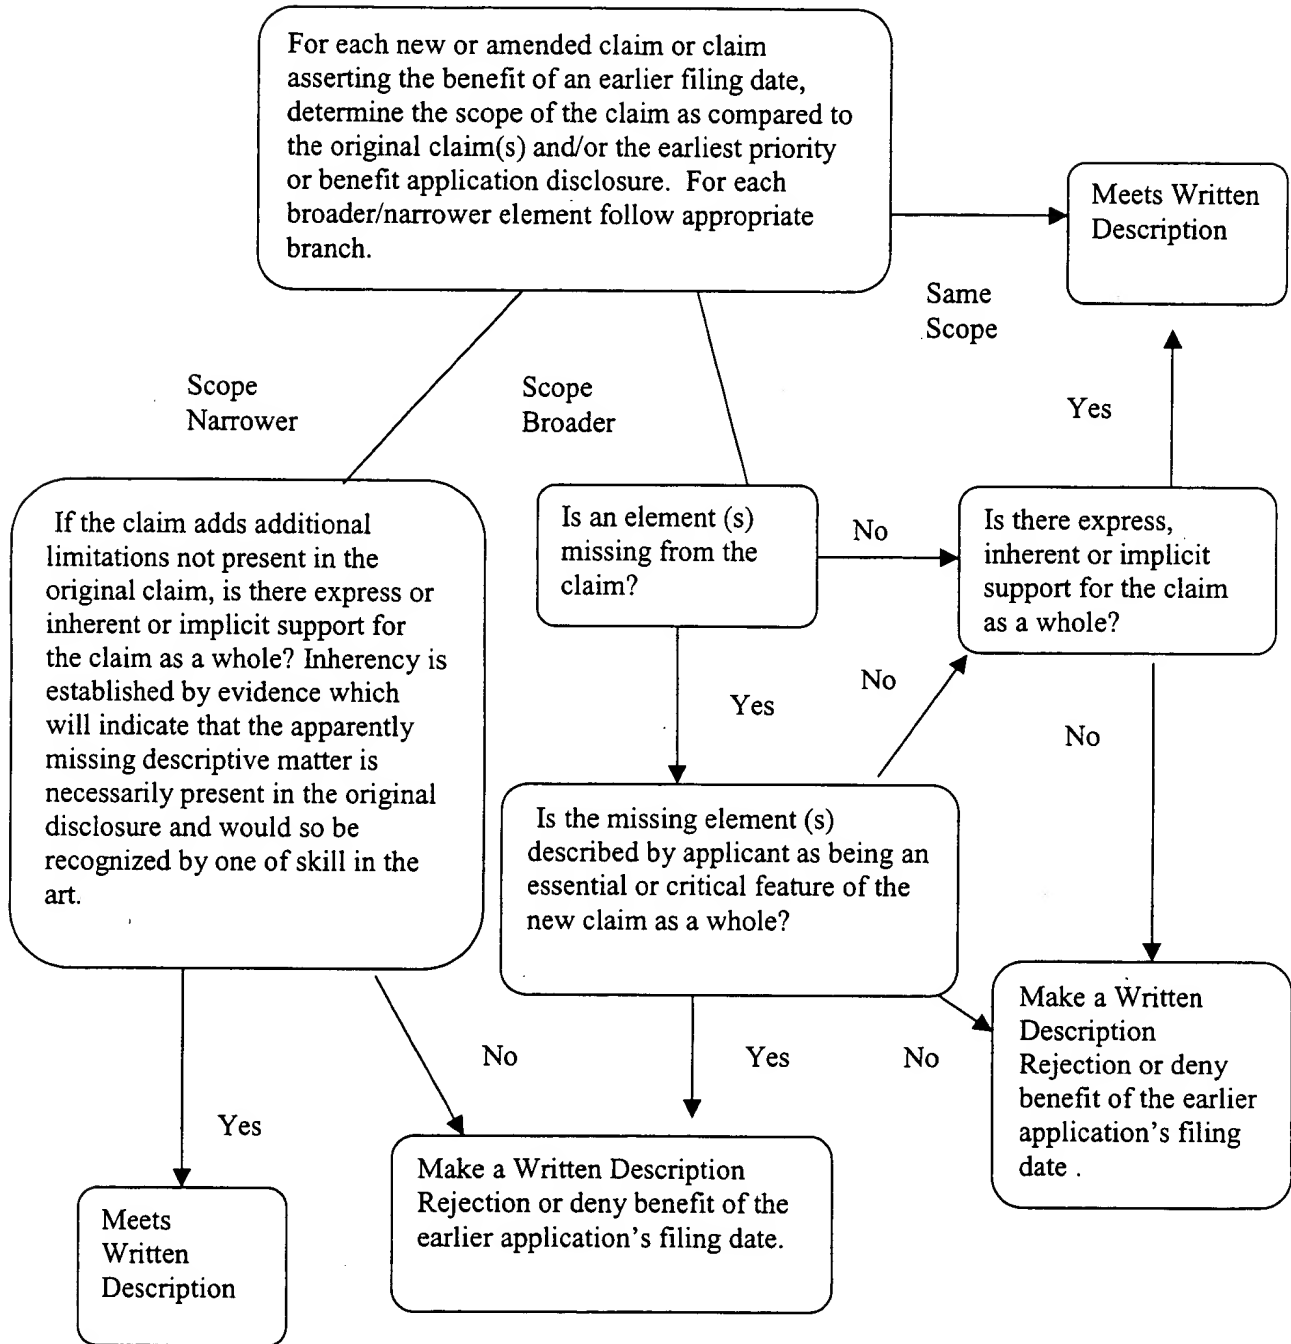 For each new or amended claim or claim
asserting the benefit of an earlier filing date,
determine the scope of the claim as compared to
the original claim(s) and/or the earliest priority
or benefit application disclosure. For each
broader/narrower element follow appropriate
branch.
Meets Written
Description
Same
Scope
Scope
Narrower
Scope
Broader
Yes
If the claim adds additional
limitations not present in the
original claim, is there express or
inherent or implicit support for
the claim as a whole? Inherency is
established by evidence which
will indicate that the apparently
missing descriptive matter is
necessarily present in the original
disclosure and would so be
recognized by one of skill in the
art.
Is an element (s)
missing from the
claim?
No
Is there express,
inherent or implicit
support for the claim
as a whole?
Yes
No
No
Is the missing element (s)
described by applicant as being an
essential or critical feature of the
new claim as a whole?
No
Yes
No
Make a Written
Description
Rejection or deny
benefit of the earlier
application's filing
date .
Yes
Meets
Written
Description
Make a Written Description
Rejection or deny benefit of the
earlier application's filing date.